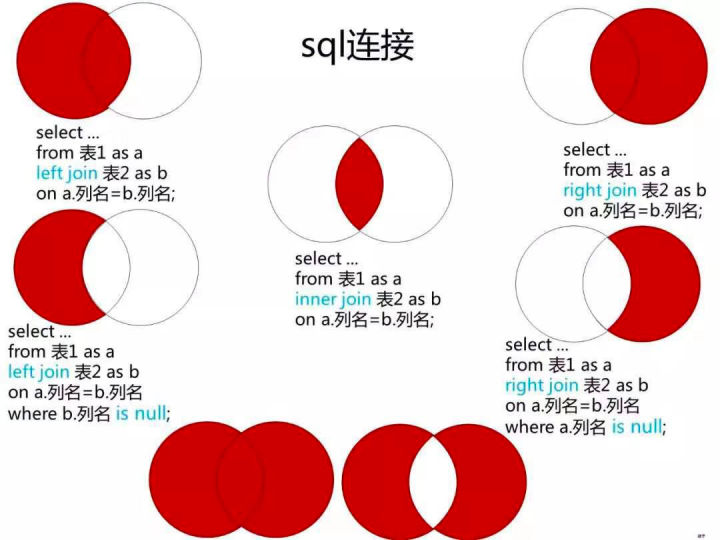 sql连接
select ...
from 表1 as a
left join 表2 as b
on a.列名=b.列名;
select ...
from 表1 as a
right join 表2 as b
on a.列名=b.列名;
select ...
from 表1 as a
inner join 表2 as b
on a.列名=b.列名;
select ...
from 表1 as a
left join 表2 as b
on a.列名=b.列名
where b.列名 is null;
select ...
from 表1 as a
right join 表2 as b
on a.列名=b.列名
where a.列名 is null;